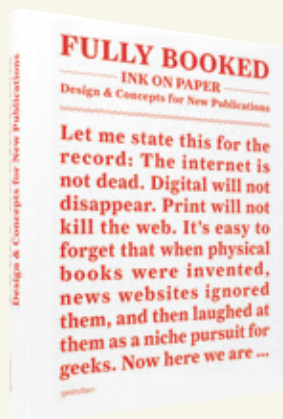 Design & Concepts for New Publications
FULLY BOOKED
INK ON PAPER
Design & Concepts for New Publications
Let me state this for the
record: The internet is
not dead. Digital will not
disappear. Print will not
kill the web. It's easy to
forget that when physical
books were invented,
news websites ignored
them, and then laughed at
them as a niche pursuit for
geeks. Now here we are ...
gestalten